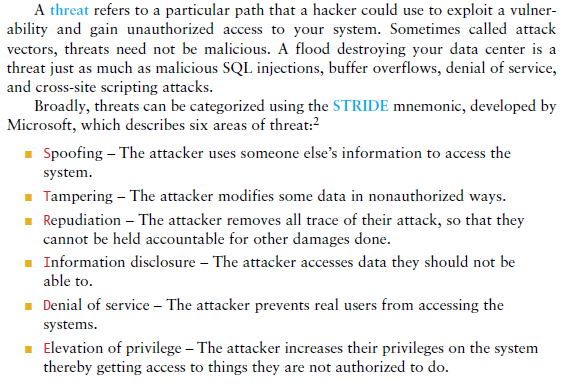 A threat refers to a particular path that a hacker could use to exploit a vulner-
ability and gain unauthorized access to your system. Sometimes called attack
vectors, threats need not be malicious. A flood destroying your data center is a
threat just as much as malicious SQL injections, buffer overflows, denial of service,
and cross-site scripting attacks.
Broadly, threats can be categorized using the STRIDE mnemonic, developed by
Microsoft, which describes six areas of threat:2
■ Spoofing – The attacker uses someone else's information to access the
system.
■ Tampering – The attacker modifies some data in nonauthorized ways.
■ Repudiation – The attacker removes all trace of their attack, so that they
cannot be held accountable for other damages done.
■ Information disclosure – The attacker accesses data they should not be
able to.
■ Denial of service – The attacker prevents real users from accessing the
systems.
■ Elevation of privilege – The attacker increases their privileges on the system
thereby getting access to things they are not authorized to do.